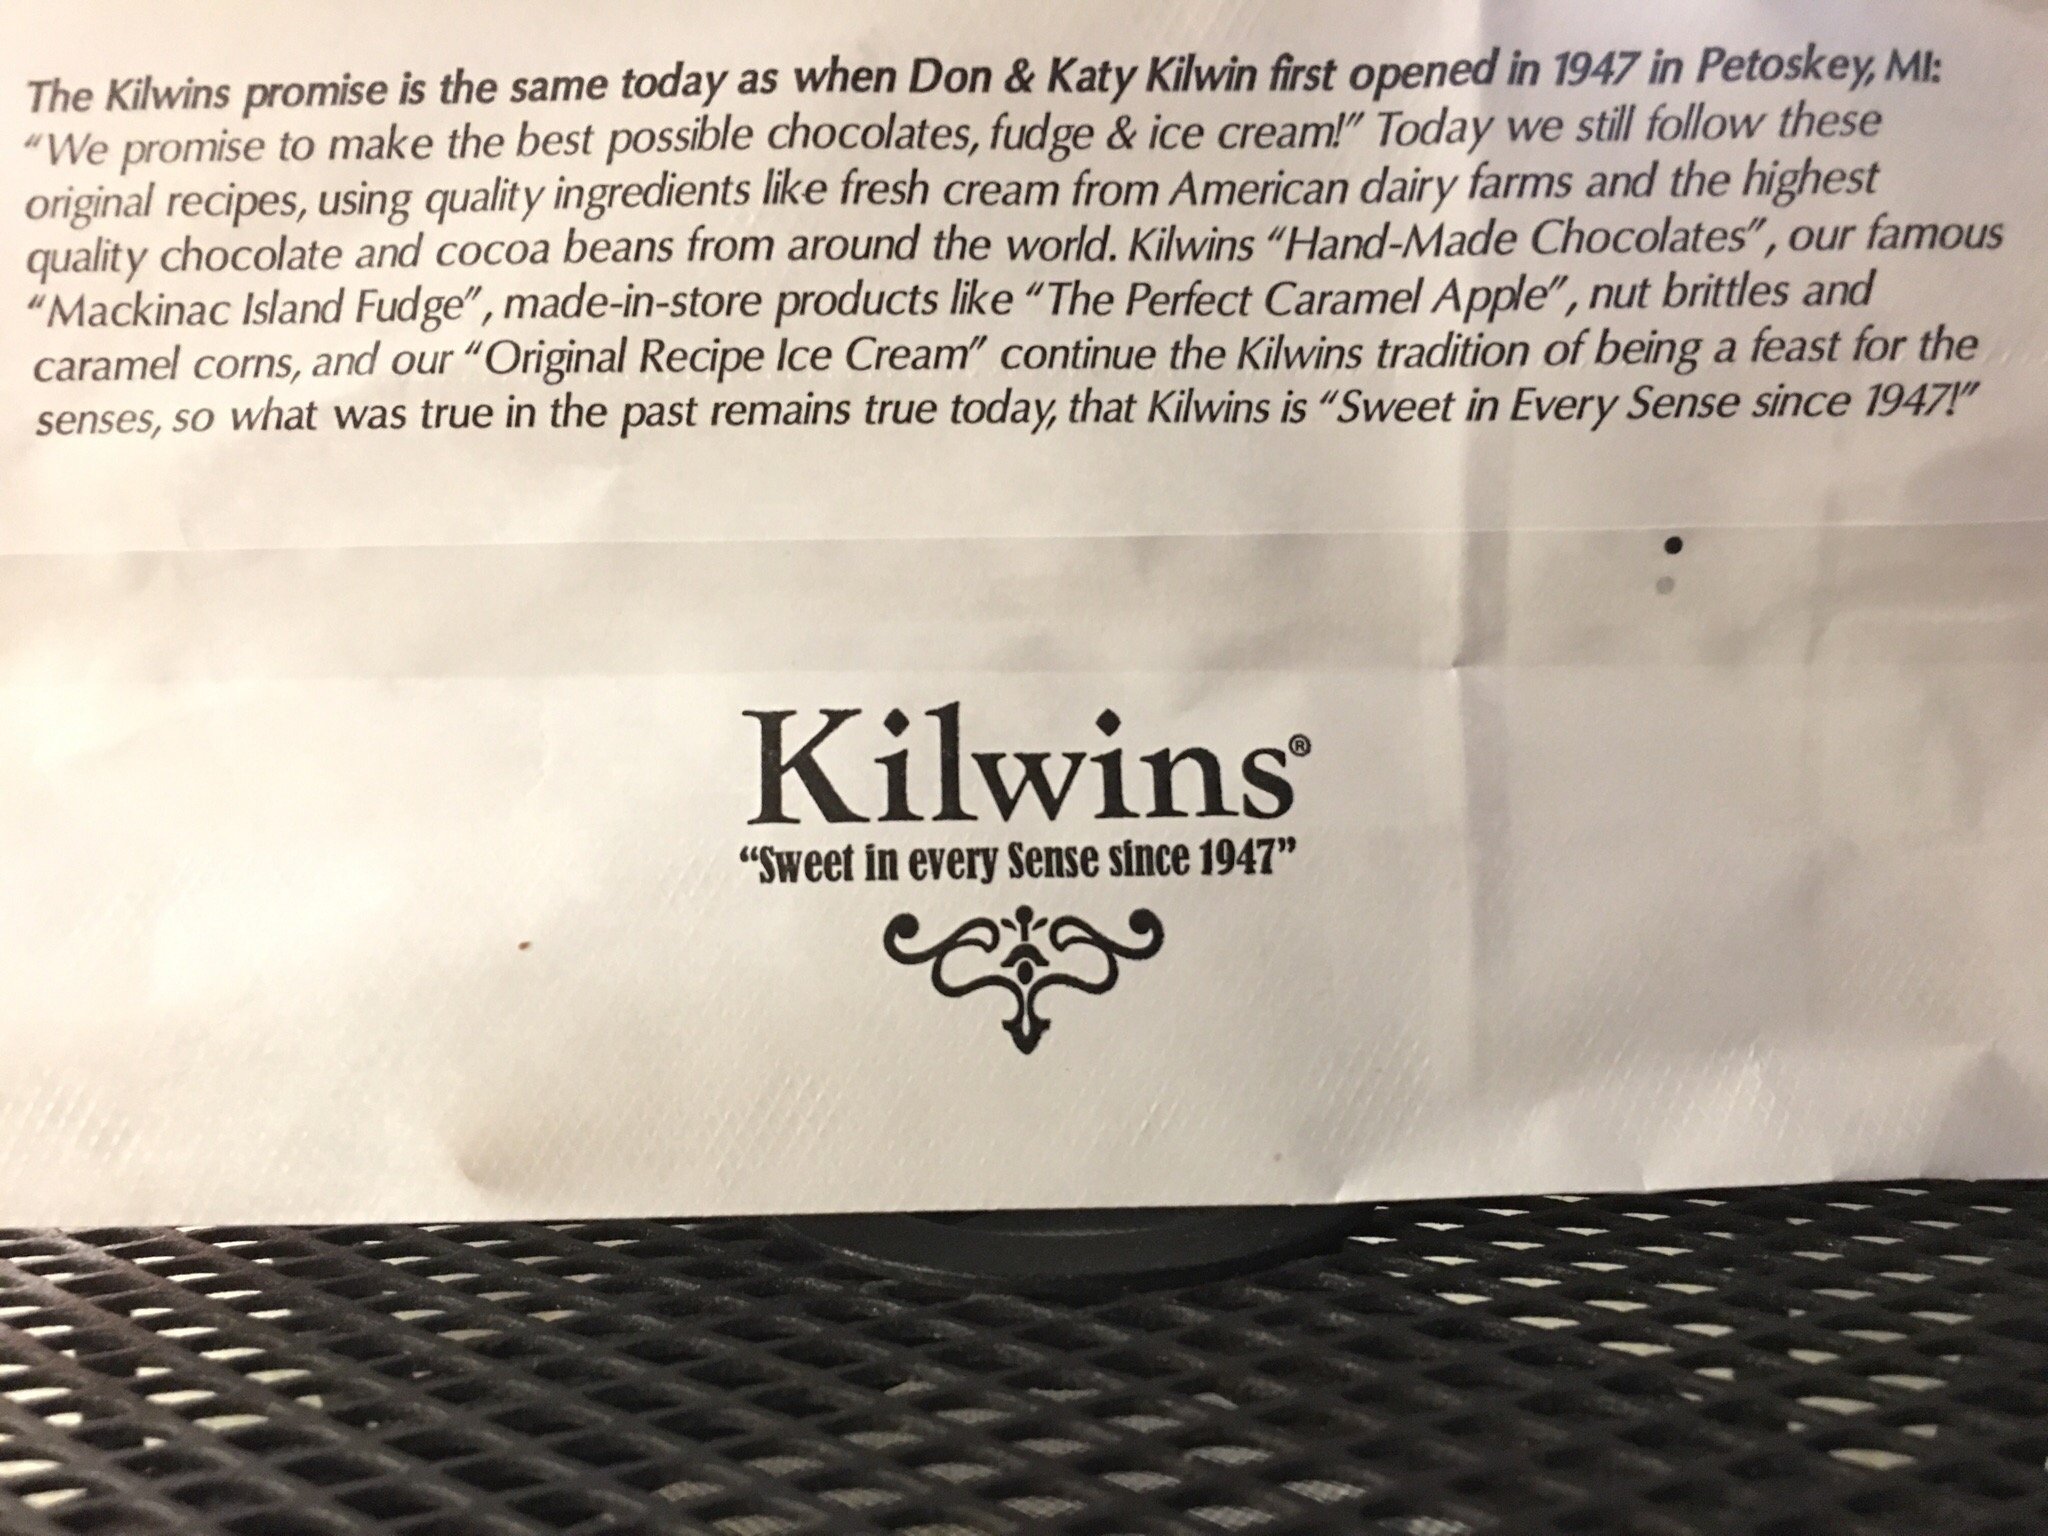 The Kilwins promise is the same today as when Don & Katy Kilwin first opened in 1947 in Petoskey, MI:
“We promise to make the best possible chocolates, fudge & ice cream!” Today we still follow these
original recipes, using quality ingredients like fresh cream from American dairy farms and the highest
quality chocolate and cocoa beans from around the world. Kilwins “Hand-Made Chocolates”, our famous
“Mackinac Island Fudge”, made-in-store products like “The Perfect Caramel Apple”, nut brittles and
caramel corns, and our “Original Recipe Ice Cream” continue the Kilwins tradition of being a feast for the
senses, so what was true in the past remains true today, that Kilwins is “Sweet in Every Sense since 1947!”
Kilwins®
“Sweet in every Sense since 1947”